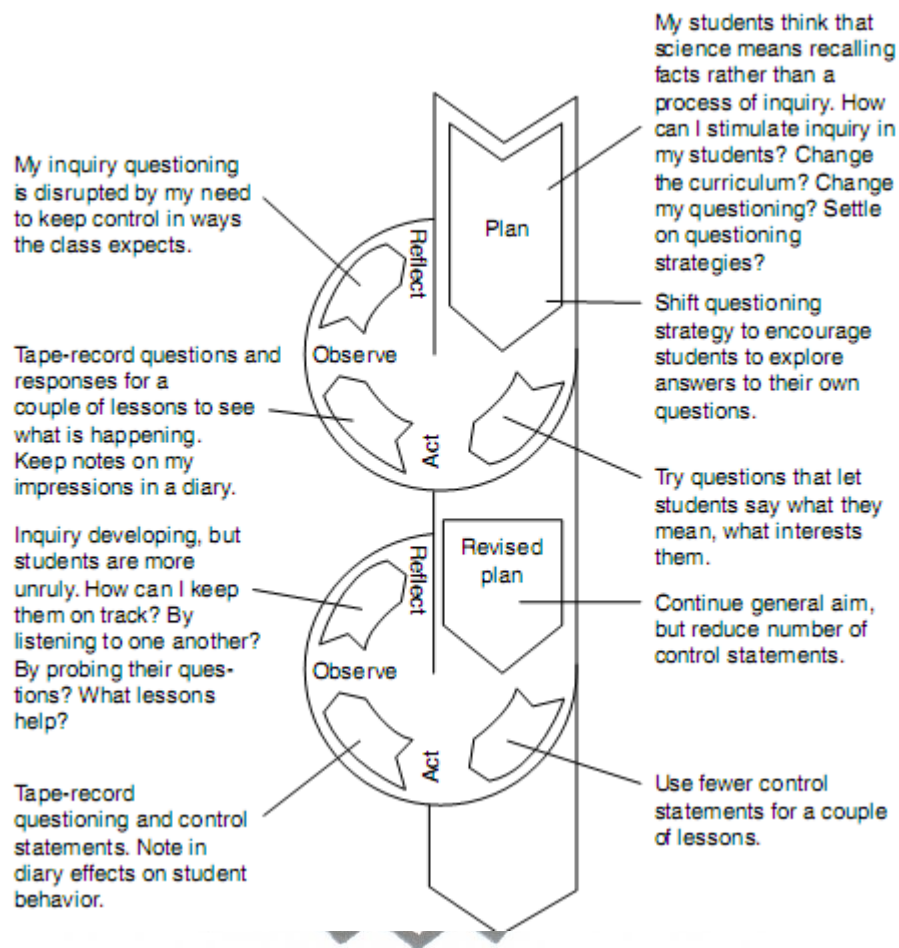 My students think that
science means recalling
facts rather than a
process of inquiry. How
can I stimulate inquiry in
my students? Change
the curriculum? Change
my questioning? Settle
on questioning
strategies?
My inquiry questioning
is disrupted by my need
to keep control in ways
the class expects.
Plan
Reflect
Shift questioning
strategy to encourage
students to explore
answers to their own
questions.
Observe
Tape-record questions and
responses for a
couple of lessons to see
what is happening.
Keep notes on my
impressions in a diary.
Act
Try questions that let
students say what they
mean, what interests
them.
Inquiry developing, but
students are more
unruly. How can I keep
them on track? By
listening to one another?
By probing their ques-
tions? What lessons
help?
Reflect
Revised
plan
Continue general aim,
but reduce number of
control statements.
Observe
Act
Use fewer control
statements for a couple
of lessons.
Tape-record
questioning and control
statements. Note in
diary effects on student
behavior.